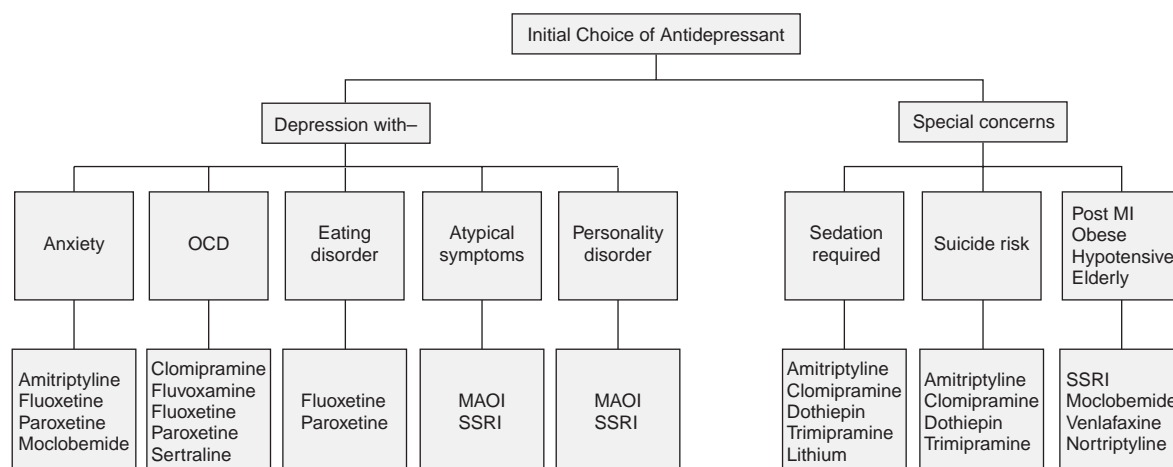 Initial Choice of Antidepressant
Depression with–
Special concerns
Anxiety
OCD
Eating
disorder
Atypical
symptoms
Personality
disorder
Sedation
required
Suicide risk
Post MI
Obese
Hypotensive
Elderly
Amitriptyline
Fluoxetine
Paroxetine
Moclobemide
Clomipramine
Fluvoxamine
Fluoxetine
Paroxetine
Sertraline
Fluoxetine
Paroxetine
MAOI
SSRI
MAOI
SSRI
Amitriptyline
Clomipramine
Dothiepin
Trimipramine
Lithium
Amitriptyline
Clomipramine
Dothiepin
Trimipramine
SSRI
Moclobemide
Venlafaxine
Nortriptyline